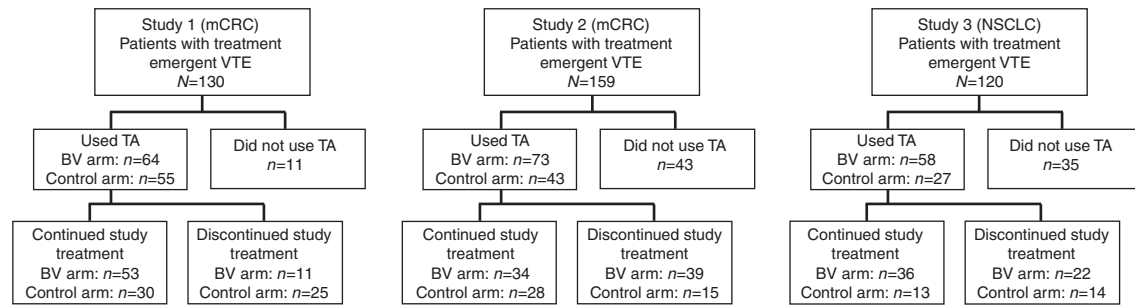 Study 1 (mCRC)
Patients with treatment
emergent VTE
N=130
Used TA
BV arm: n=64
Control arm: n=55
Did not use TA
n=11
Continued study
treatment
BV arm: n=53
Control arm: n=30
Discontinued study
treatment
BV arm: n=11
Control arm: n=25
Study 2 (mCRC)
Patients with treatment
emergent VTE
N=159
Used TA
BV arm: n=73
Control arm: n=43
Did not use TA
n=43
Continued study
treatment
BV arm: n=34
Control arm: n=28
Discontinued study
treatment
BV arm: n=39
Control arm: n=15
Study 3 (NSCLC)
Patients with treatment
emergent VTE
N=120
Used TA
BV arm: n=58
Control arm: n=27
Did not use TA
n=35
Continued study
treatment
BV arm: n=36
Control arm: n=13
Discontinued study
treatment
BV arm: n=22
Control arm: n=14